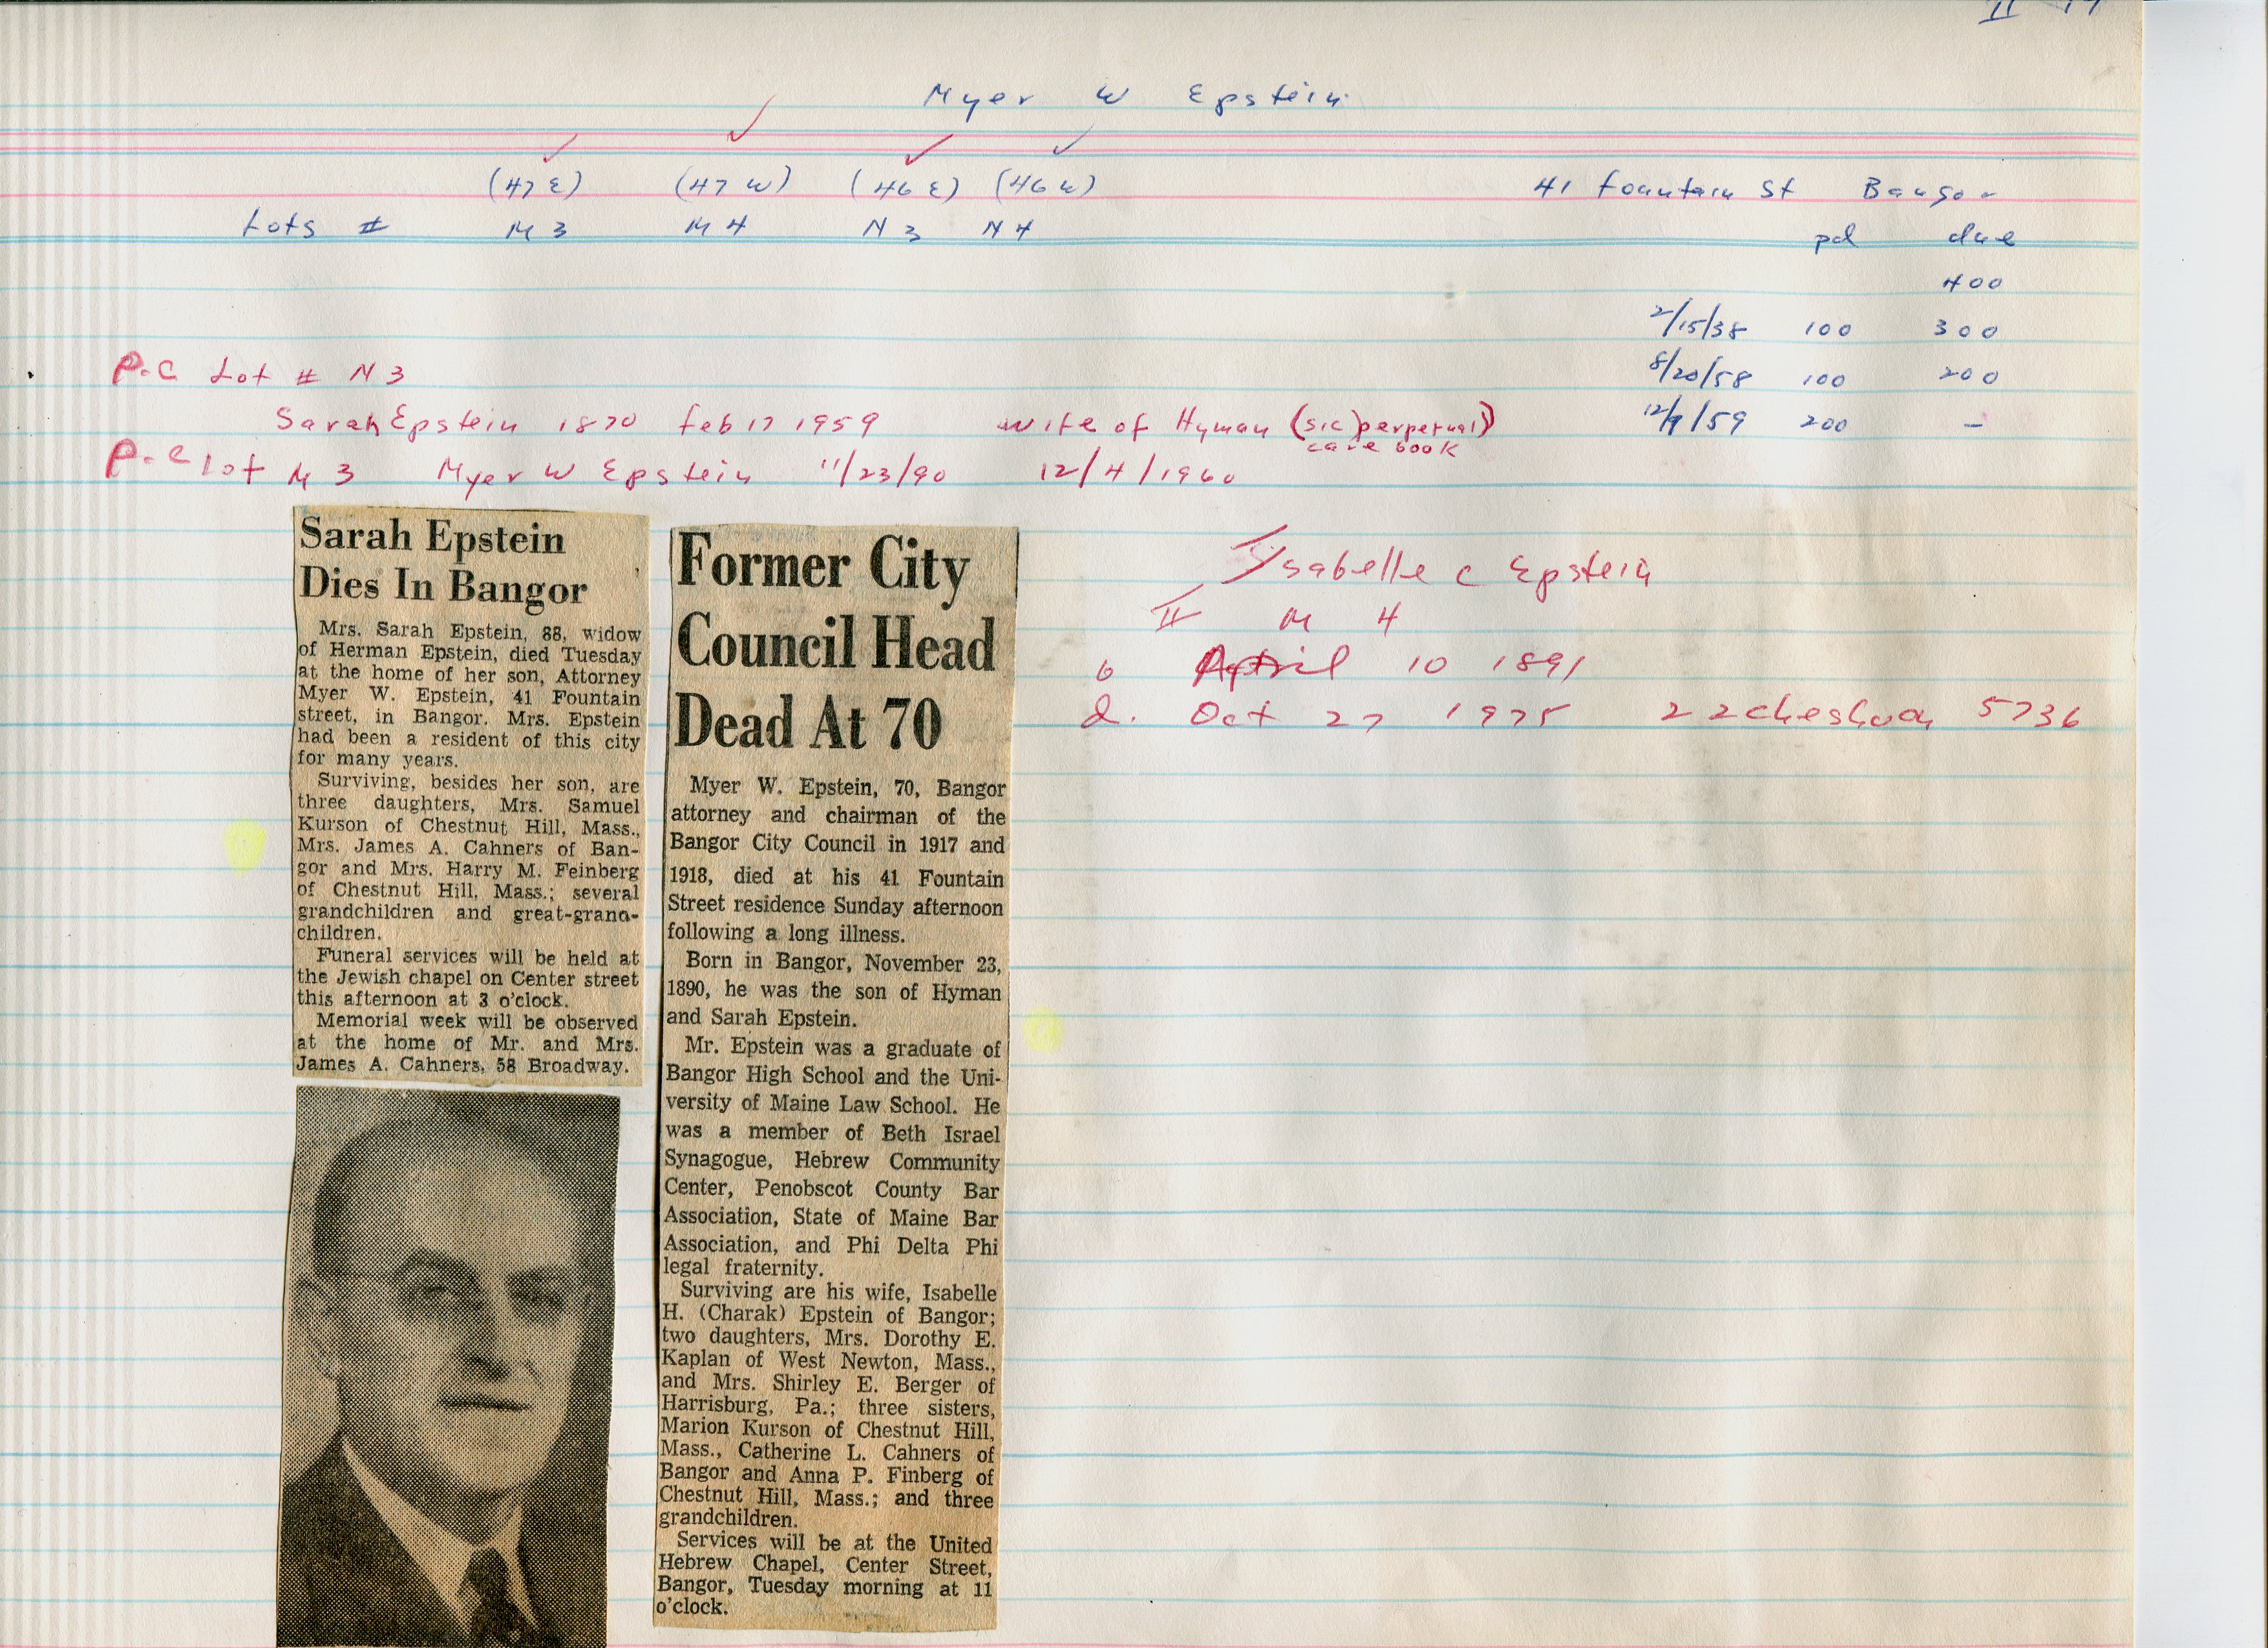 Myer W Epstein
(47 E) (47 W) (46 E) (46 W) 41 Fountain St Bangor
Lots # M 3 M 4 N 3 N 4 pd due
400
2/15/38 100 300
P.C Lot # N 3 8/20/58 100 200
Sarah Epstein 1870 Feb 17 1959 wife of Hyman (sic) perpetual) 200 -
care book
P.C Lot M 3 Myer W Epstein 11/23/90 12/4/1960
Sarah Epstein
Dies In Bangor
Mrs. Sarah Epstein, 88, widow
of Herman Epstein, died Tuesday
at the home of her son, Attorney
Myer W. Epstein, 41 Fountain
street, in Bangor. Mrs. Epstein
had been a resident of this city
for many years.
Surviving, besides her son, are
three daughters, Mrs. Samuel
Kurson of Chestnut Hill, Mass.,
Mrs. James A. Cahners of Ban-
gor and Mrs. Harry M. Feinberg
of Chestnut Hill, Mass.; several
grandchildren and great-grand-
children.
Funeral services will be held at
the Jewish chapel on Center street
this afternoon at 3 o'clock.
Memorial week will be observed
at the home of Mr. and Mrs.
James A. Cahners, 58 Broadway.
Former City
Council Head
Dead At 70
Myer W. Epstein, 70, Bangor
attorney and chairman of the
Bangor City Council in 1917 and
1918, died at his 41 Fountain
Street residence Sunday afternoon
following a long illness.
Born in Bangor, November 23,
1890, he was the son of Hyman
and Sarah Epstein.
Mr. Epstein was a graduate of
Bangor High School and the Uni-
versity of Maine Law School. He
was a member of Beth Israel
Synagogue, Hebrew Community
Center, Penobscot County Bar
Association, State of Maine Bar
Association, and Phi Delta Phi
legal fraternity.
Surviving are his wife, Isabelle
H. (Charak) Epstein of Bangor;
two daughters, Mrs. Dorothy E.
Kaplan of West Newton, Mass.,
and Mrs. Shirley E. Berger of
Harrisburg, Pa.; three sisters,
Marion Kurson of Chestnut Hill,
Mass., Catherine L. Cahners of
Bangor and Anna P. Finberg of
Chestnut Hill, Mass.; and three
grandchildren.
Services will be at the United
Hebrew Chapel, Center Street,
Bangor, Tuesday morning at 11
o'clock.
Isabelle C Epstein
II M 4
b April 10 1891
d. Oct 27 1975 22 Cheshvan 5736